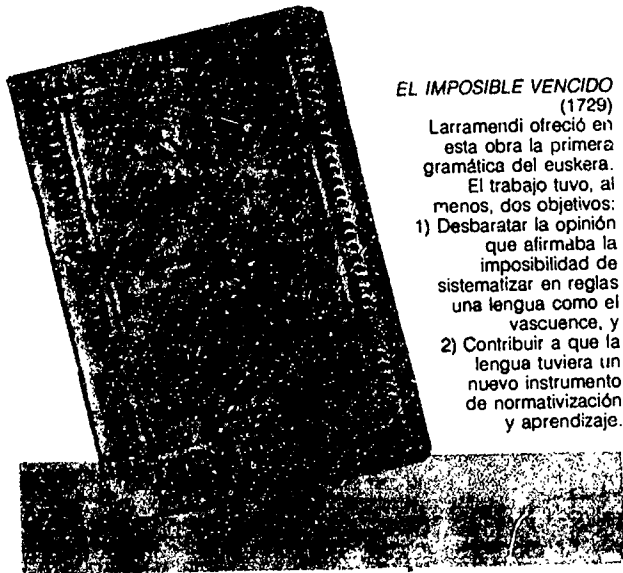 EL IMPOSIBLE VENCIDO
(1729)
Larramendi ofreció en
esta obra la primera
gramática del euskera.
El trabajo tuvo, al
menos, dos objetivos:
1) Desbaratar la opinión
que afirmaba la
imposibilidad de
sistematizar en reglas
una lengua como el
vascuence, y
2) Contribuir a que la
lengua tuviera un
nuevo instrumento
de normativización
y aprendizaje.